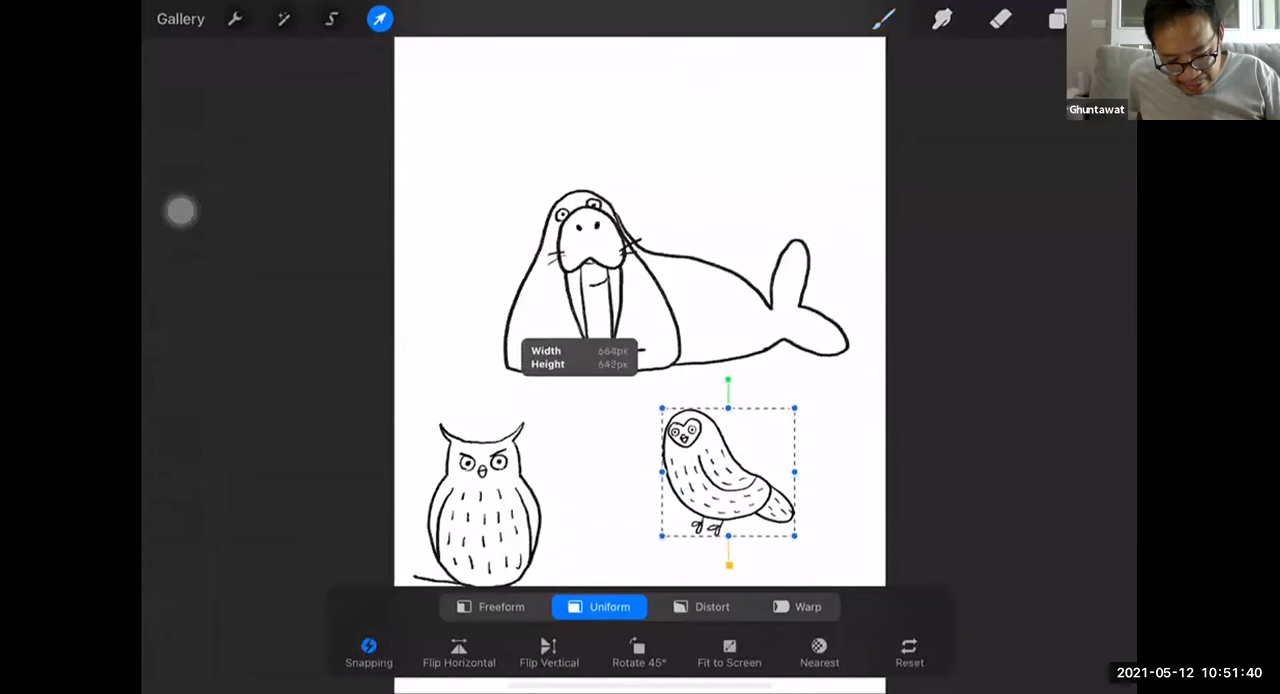 Gallery
Ghuntawat
Width 664px
Height 642px
Freeform
Uniform
Distort
Warp
Snapping
Flip Horizontal
Flip Vertical
Rotate 45°
Fit to Screen
Nearest
Reset
2021-05-12 10:51:40